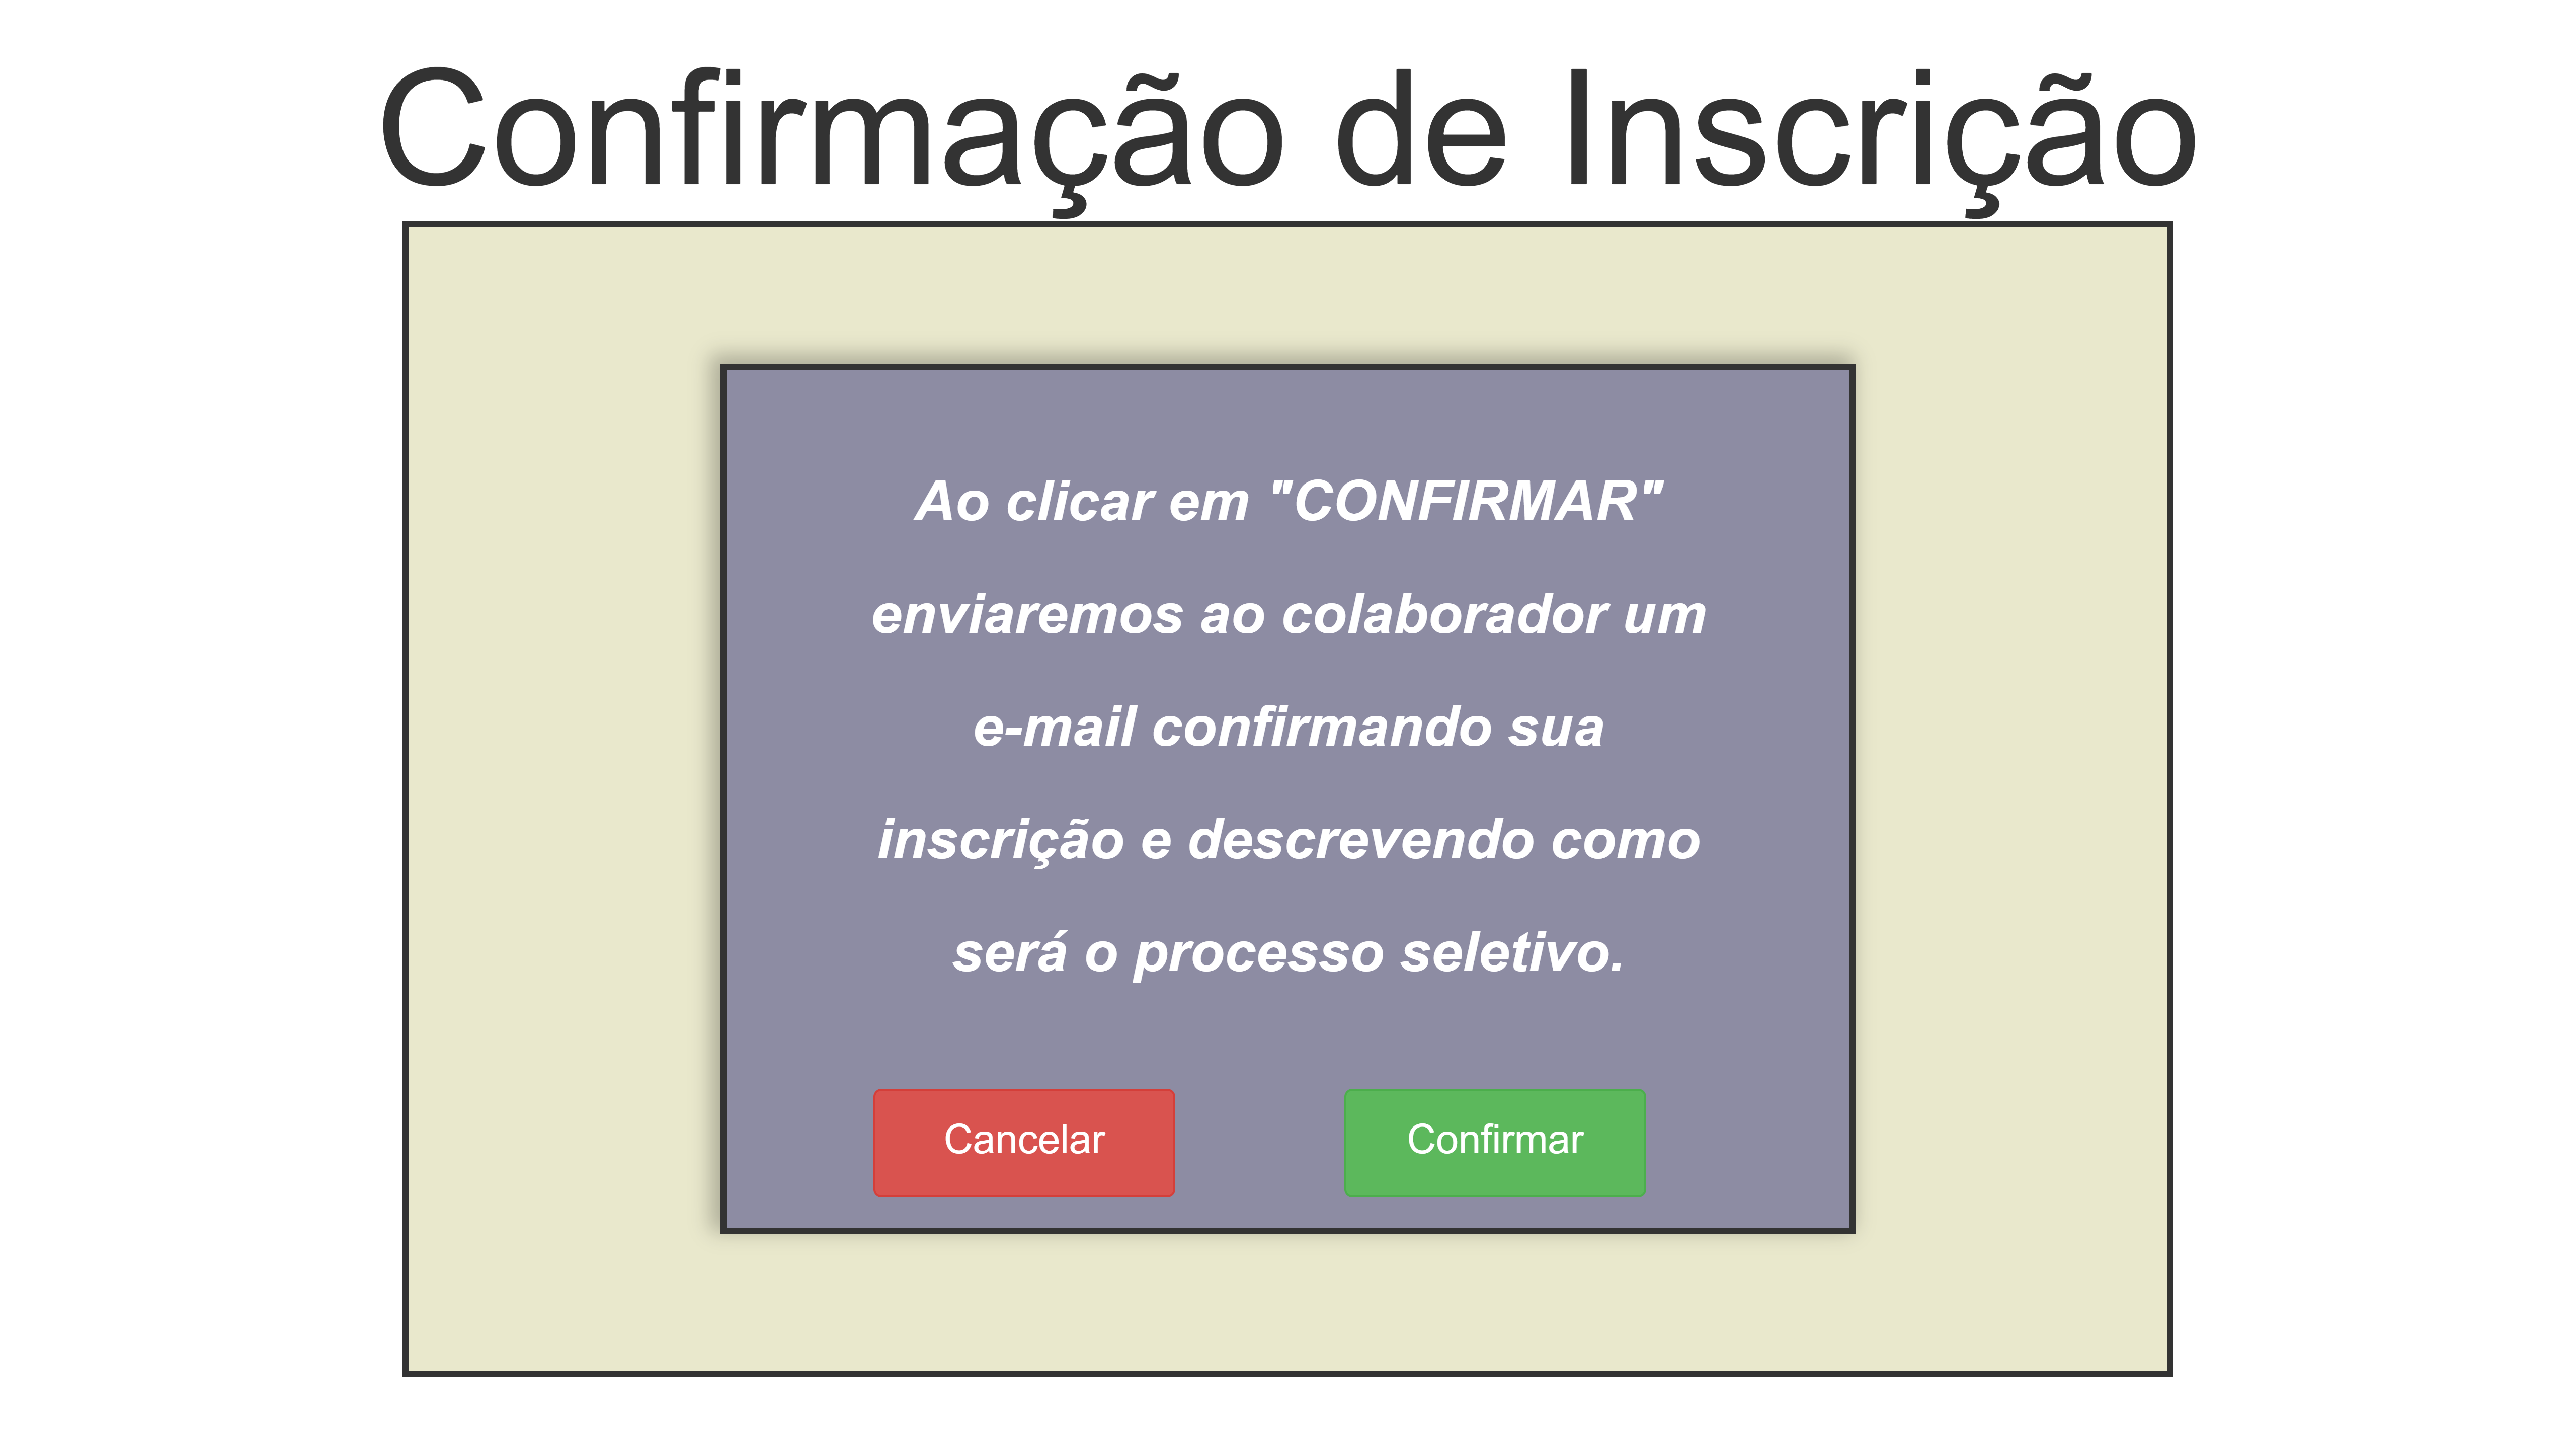 Confirmação de Inscrição
Ao clicar em "CONFIRMAR"
enviaremos ao colaborador um
e-mail confirmando sua
inscrição e descrevendo como
será o processo seletivo.
Cancelar
Confirmar